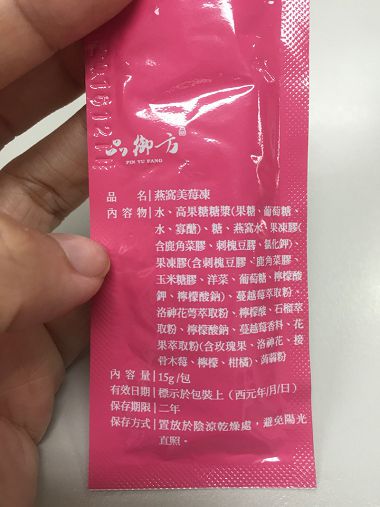 品御方
PIN YU FANG
品 名|燕窩美莓凍
內 容 物|水、高果糖糖漿(果糖、葡萄糖、
水、寡醣)、糖、燕窩水、果凍膠(
含鹿角菜膠、刺槐豆膠、氯化鉀)、
果凍膠(含刺槐豆膠、鹿角菜膠、
玉米糖膠、洋菜、葡萄糖、檸檬酸
鉀、檸檬酸鈉)、蔓越莓萃取粉、
洛神花萼萃取粉、檸檬酸、石榴萃
取粉、檸檬酸鈉、蔓越莓香料、花
果萃取粉(含玫瑰果、洛神花、接
骨木莓、檸檬、柑橘)、蒟蒻粉
內 容 量|15g/包
有效日期|標示於包裝上(西元年/月/日)
保存期限|二年
保存方式|置放於陰涼乾燥處，避免陽光
直照。